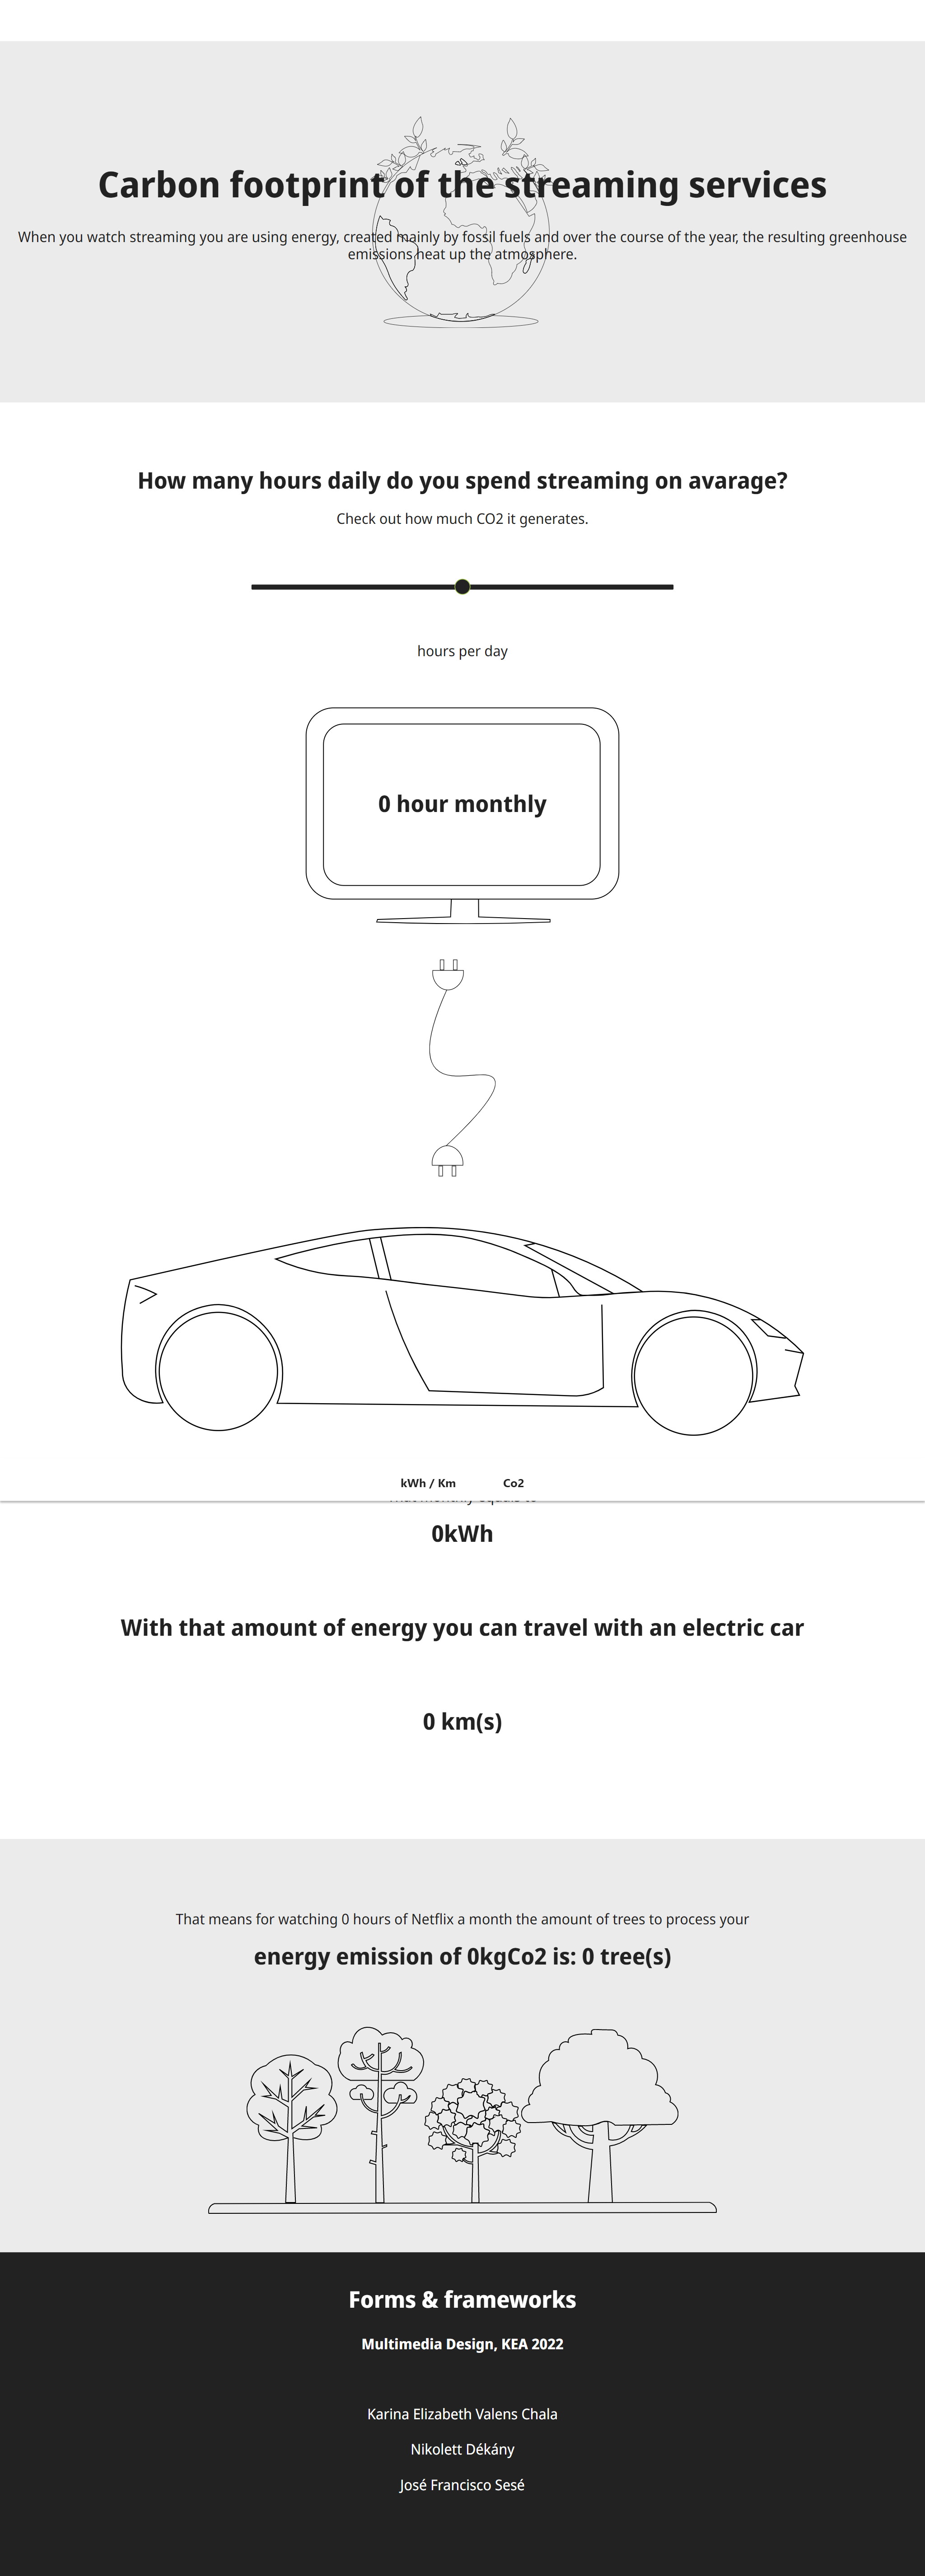 Carbon footprint of the streaming services
When you watch streaming you are using energy, created mainly by fossil fuels and over the course of the year, the resulting greenhouse
emissions heat up the atmosphere.
How many hours daily do you spend streaming on avarage?
Check out how much CO2 it generates.
hours per day
0 hour monthly
kWh / Km Co2
0kWh
With that amount of energy you can travel with an electric car
0 km(s)
That means for watching 0 hours of Netflix a month the amount of trees to process your
energy emission of 0kgCo2 is: 0 tree(s)
Forms & frameworks
Multimedia Design, KEA 2022
Karina Elizabeth Valens Chala
Nikolett Dékány
José Francisco Sesé